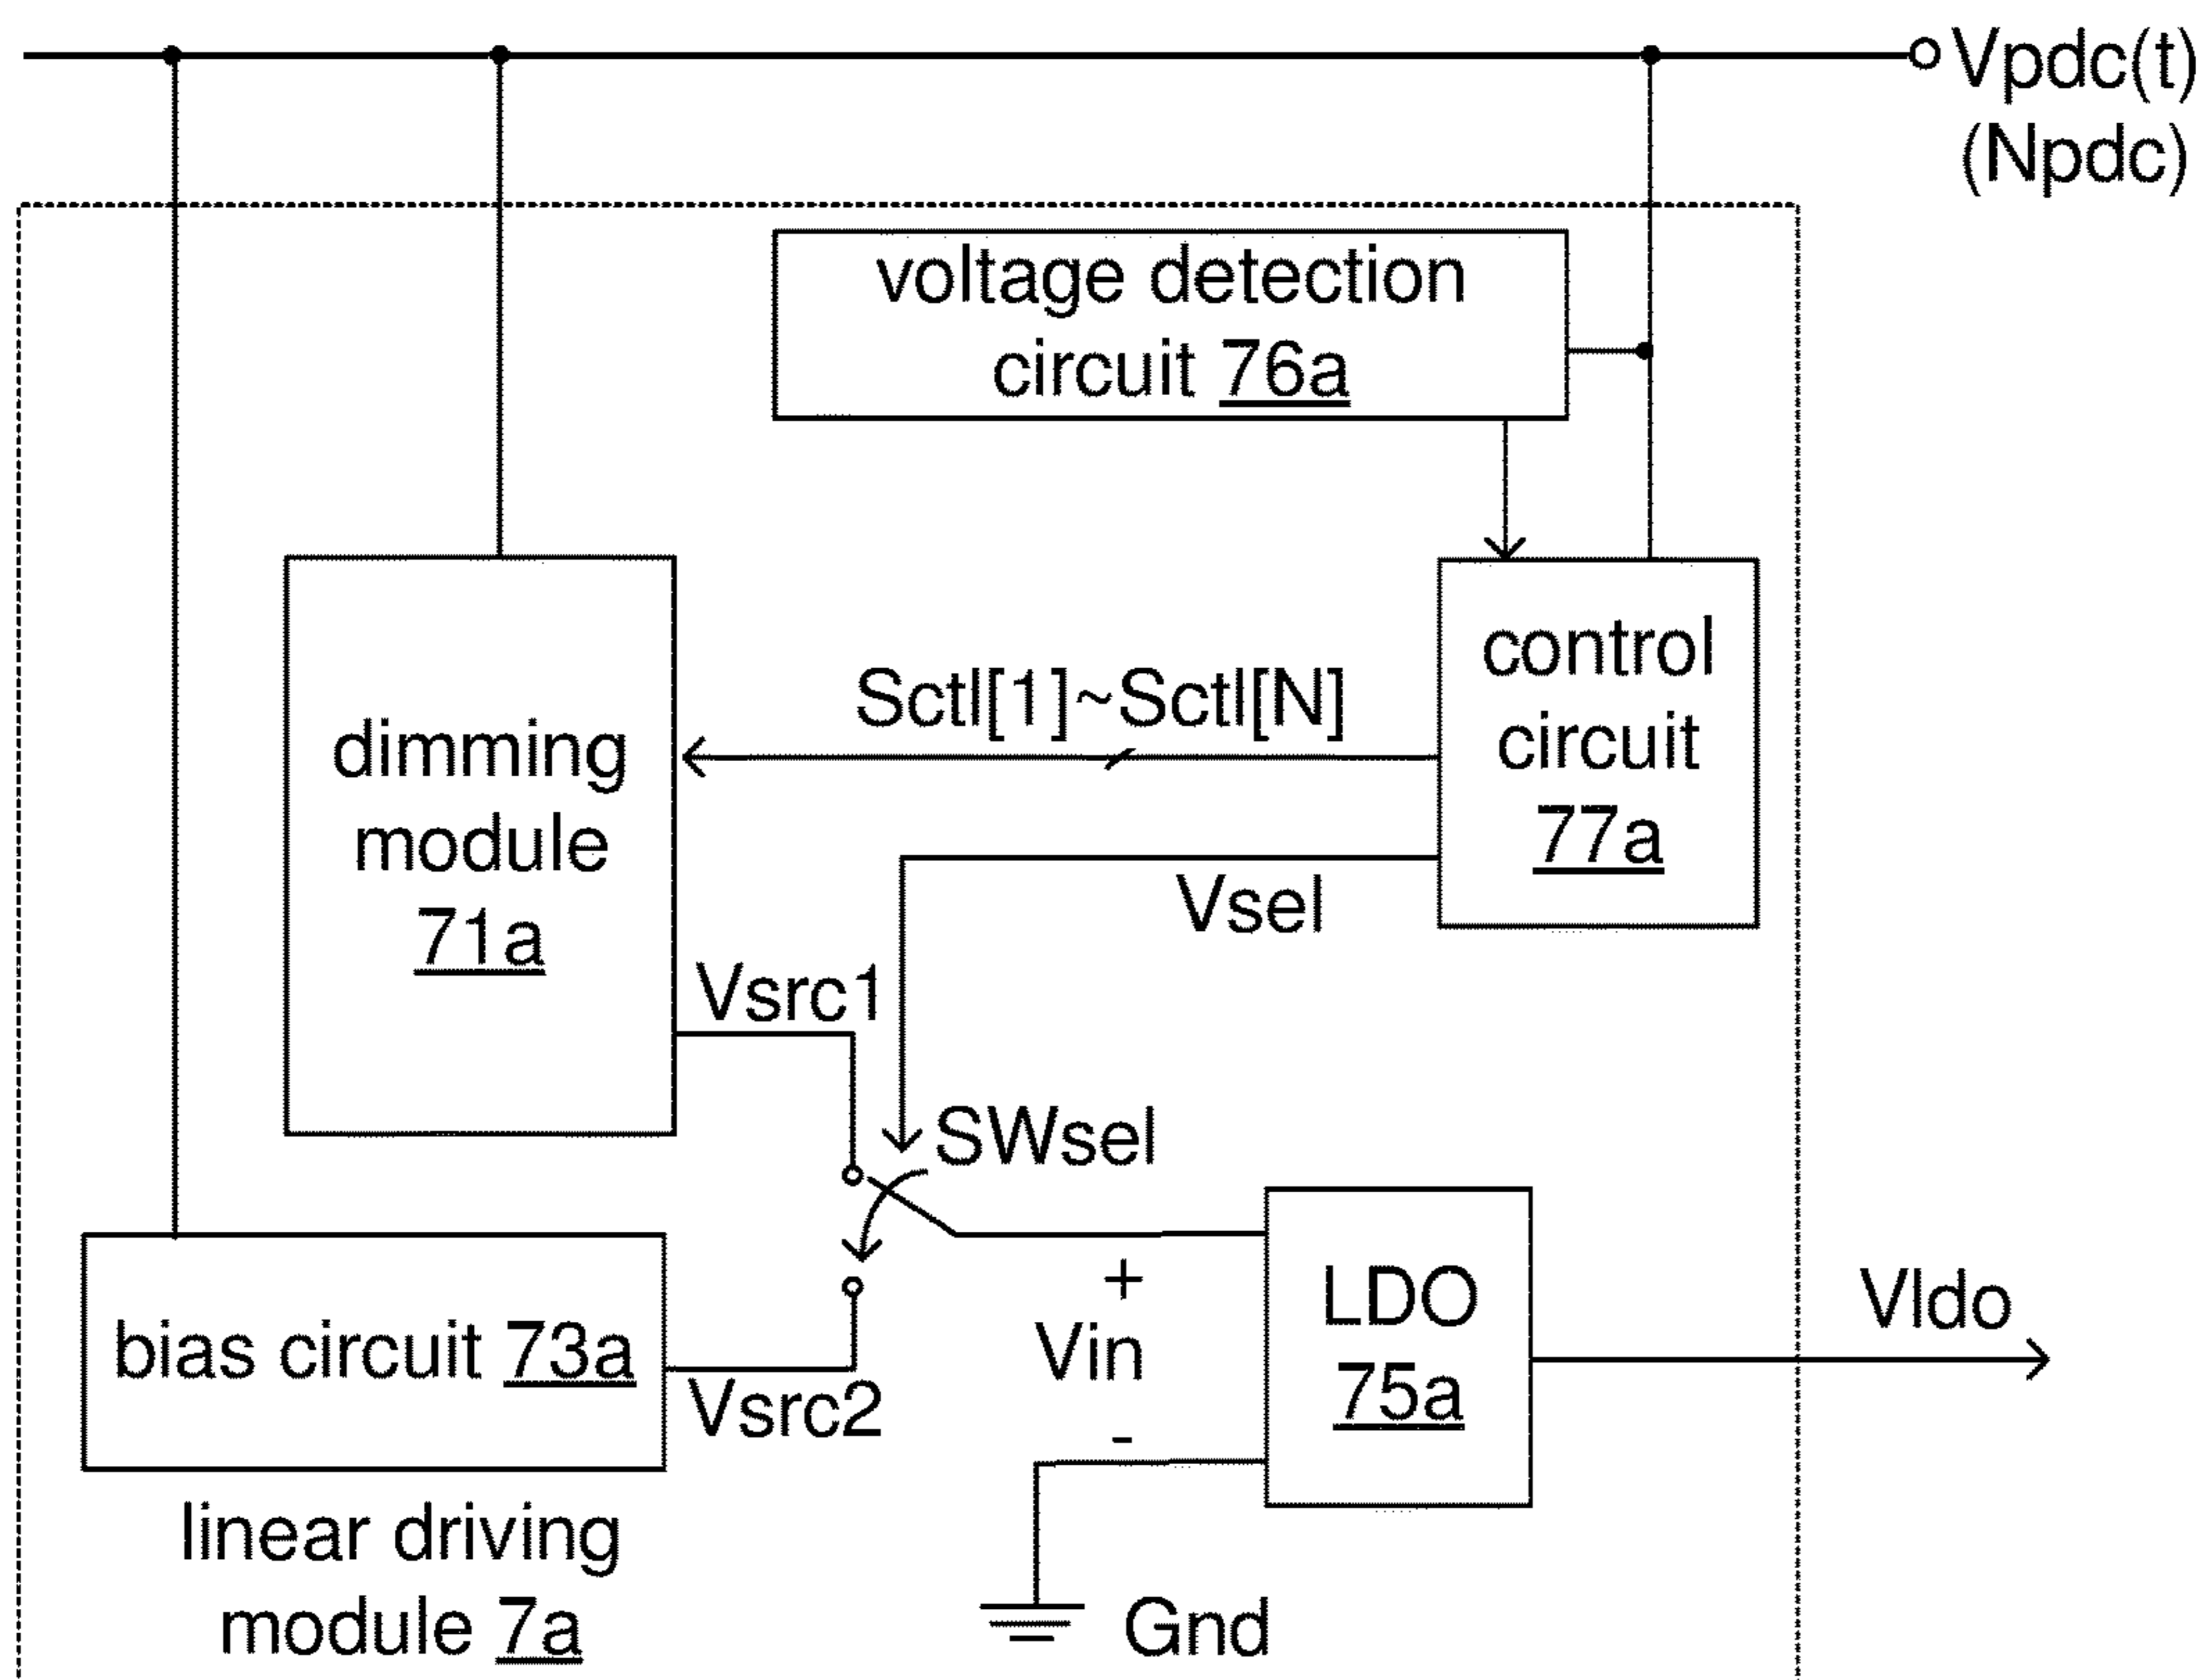 Vpdc(t)
(Npdc)
voltage detection
circuit 76a
control
circuit
77a
Sctl[1]~Sctl[N]
dimming
module
71a
Vsel
Vsrc1
SWsel
bias circuit 73a
Vsrc2
+
Vin
-
LDO
75a
Vldo
linear driving
module 7a
Gnd